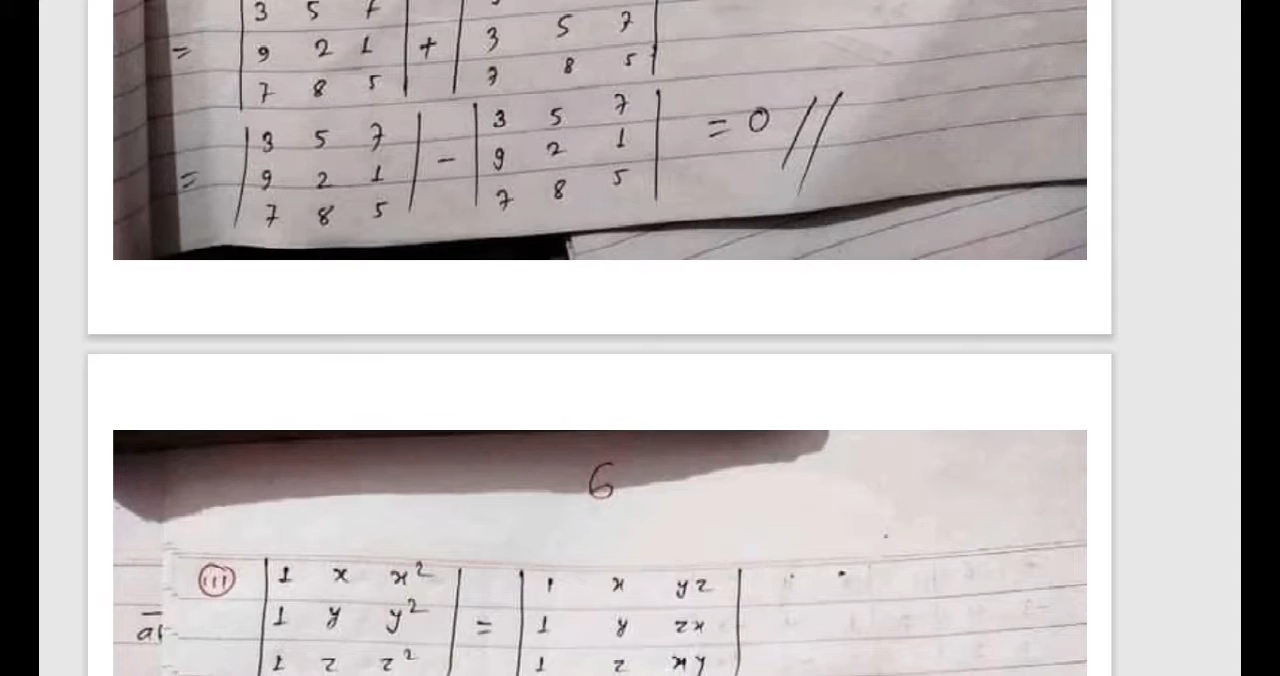 | 3 5 7 |
= | 9 2 1 | + | 3 5 7 |
| 7 8 5 | | 7 8 5 |
| 3 5 7 | | 3 5 7 |
= | 9 2 1 | - | 9 2 1 | = 0 //
| 7 8 5 | | 7 8 5 |
6
(iii) | 1 x x² | | 1 x yz |
| 1 y y² | = | 1 y zx |
| 1 z z² | | 1 z xy |